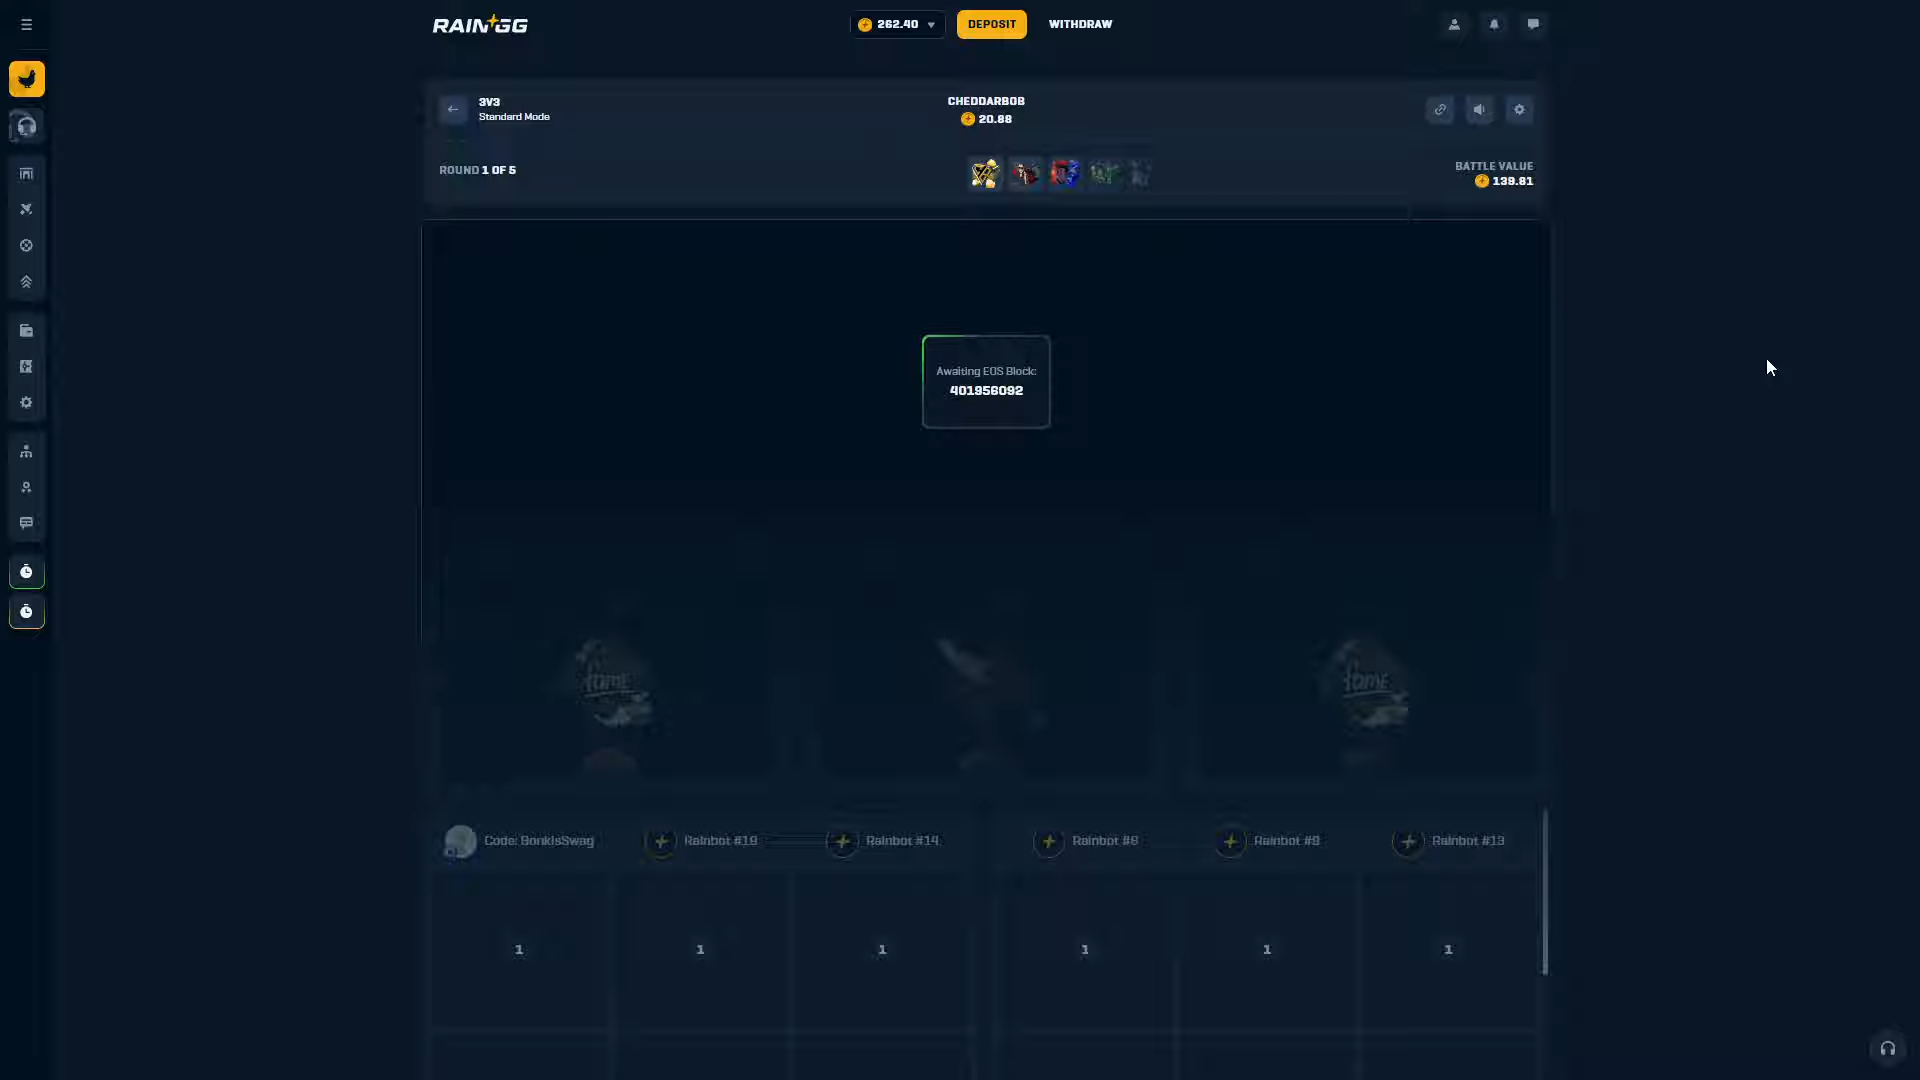 RAIN GG
262.40
DEPOSIT
WITHDRAW
3V3
Standard Mode
CHEDDARBOB
20.88
ROUND 1 OF 5
BATTLE VALUE
139.81
Awaiting EOS Block:
401956092
Code: BonkIsSwag
Rainbot #19
Rainbot #14
Rainbot #8
Rainbot #9
Rainbot #13
1
1
1
1
1
1